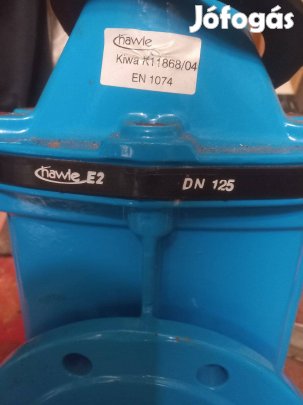 Jófogás
hawle
Kiwa K11868/04
EN 1074
hawle E2 DN 125